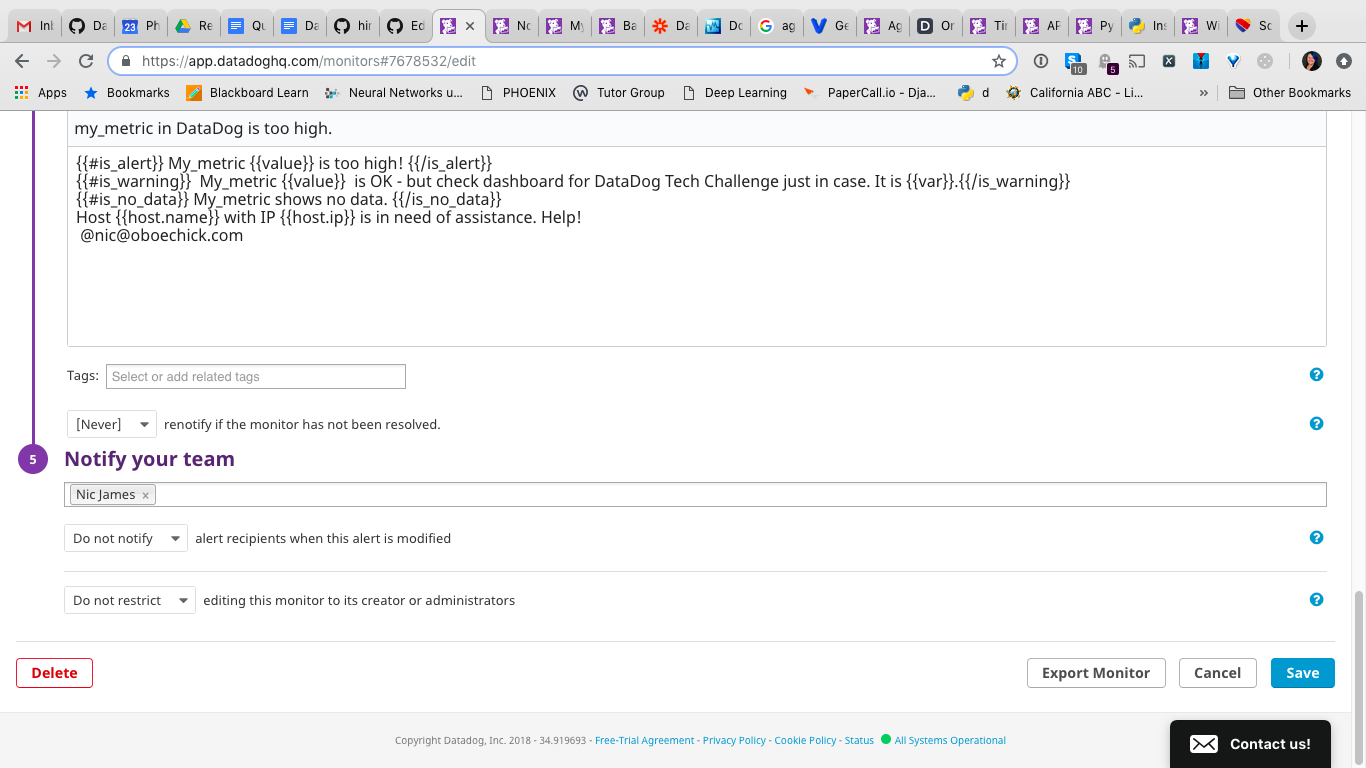 Inl
Da
23
Ph
Re
Qu
Da
hir
Ed
No
My
Ba
Da
Do
ag
Ge
Ag
Or
Tir
AP
Py
Ins
Wi
Sc
https://app.datadoghq.com/monitors#7678532/edit
10
5
Apps
Bookmarks
Blackboard Learn
Neural Networks u...
PHOENIX
Tutor Group
Deep Learning
PaperCall.io - Dja...
d
California ABC - Li...
»
Other Bookmarks
my_metric in DataDog is too high.
{{#is_alert}} My_metric {{value}} is too high! {{/is_alert}}
{{#is_warning}}  My_metric {{value}}  is OK - but check dashboard for DataDog Tech Challenge just in case. It is {{var}}.{{/is_warning}}
{{#is_no_data}} My_metric shows no data. {{/is_no_data}}
Host {{host.name}} with IP {{host.ip}} is in need of assistance. Help!
@nic@oboechick.com
Tags: Select or add related tags
[Never] renotify if the monitor has not been resolved.
5 Notify your team
Nic James ×
Do not notify alert recipients when this alert is modified
Do not restrict editing this monitor to its creator or administrators
Delete
Export Monitor
Cancel
Save
Copyright Datadog, Inc. 2018 - 34.919693 - Free-Trial Agreement - Privacy Policy - Cookie Policy - Status All Systems Operational
Contact us!